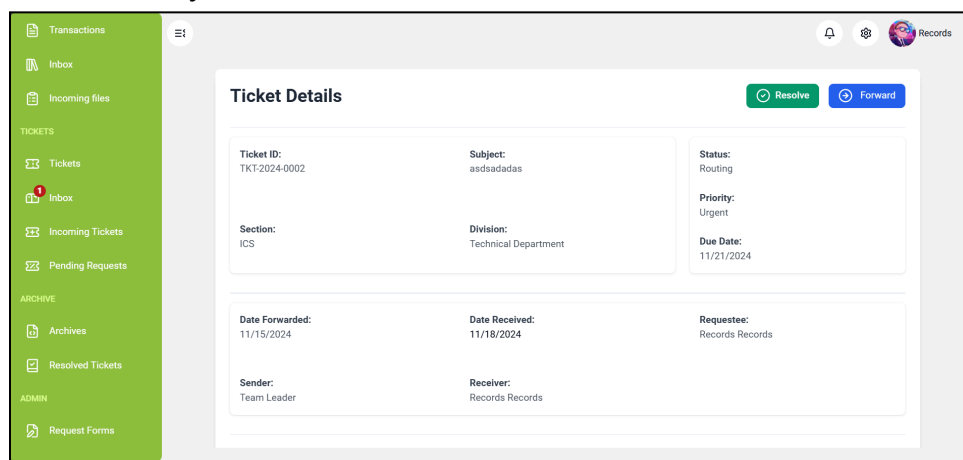 Transactions
Inbox
Incoming files
TICKETS
Tickets
1
Inbox
Incoming Tickets
Pending Requests
ARCHIVE
Archives
Resolved Tickets
ADMIN
Request Forms
Records
Ticket Details
Resolve
Forward
Ticket ID:
TKT-2024-0002
Subject:
asdsadadas
Section:
ICS
Division:
Technical Department
Status:
Routing
Priority:
Urgent
Due Date:
11/21/2024
Date Forwarded:
11/15/2024
Date Received:
11/18/2024
Requestee:
Records Records
Sender:
Team Leader
Receiver:
Records Records